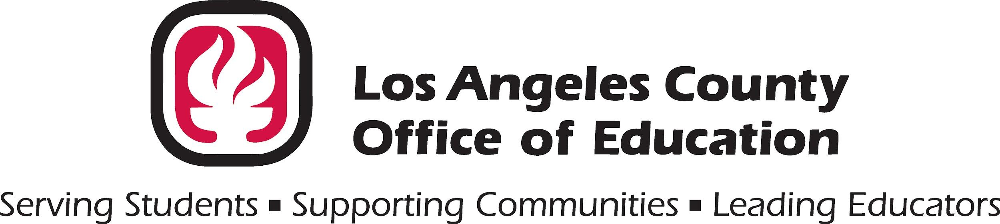 Los Angeles County
Office of Education
Serving Students ▪ Supporting Communities ▪ Leading Educators